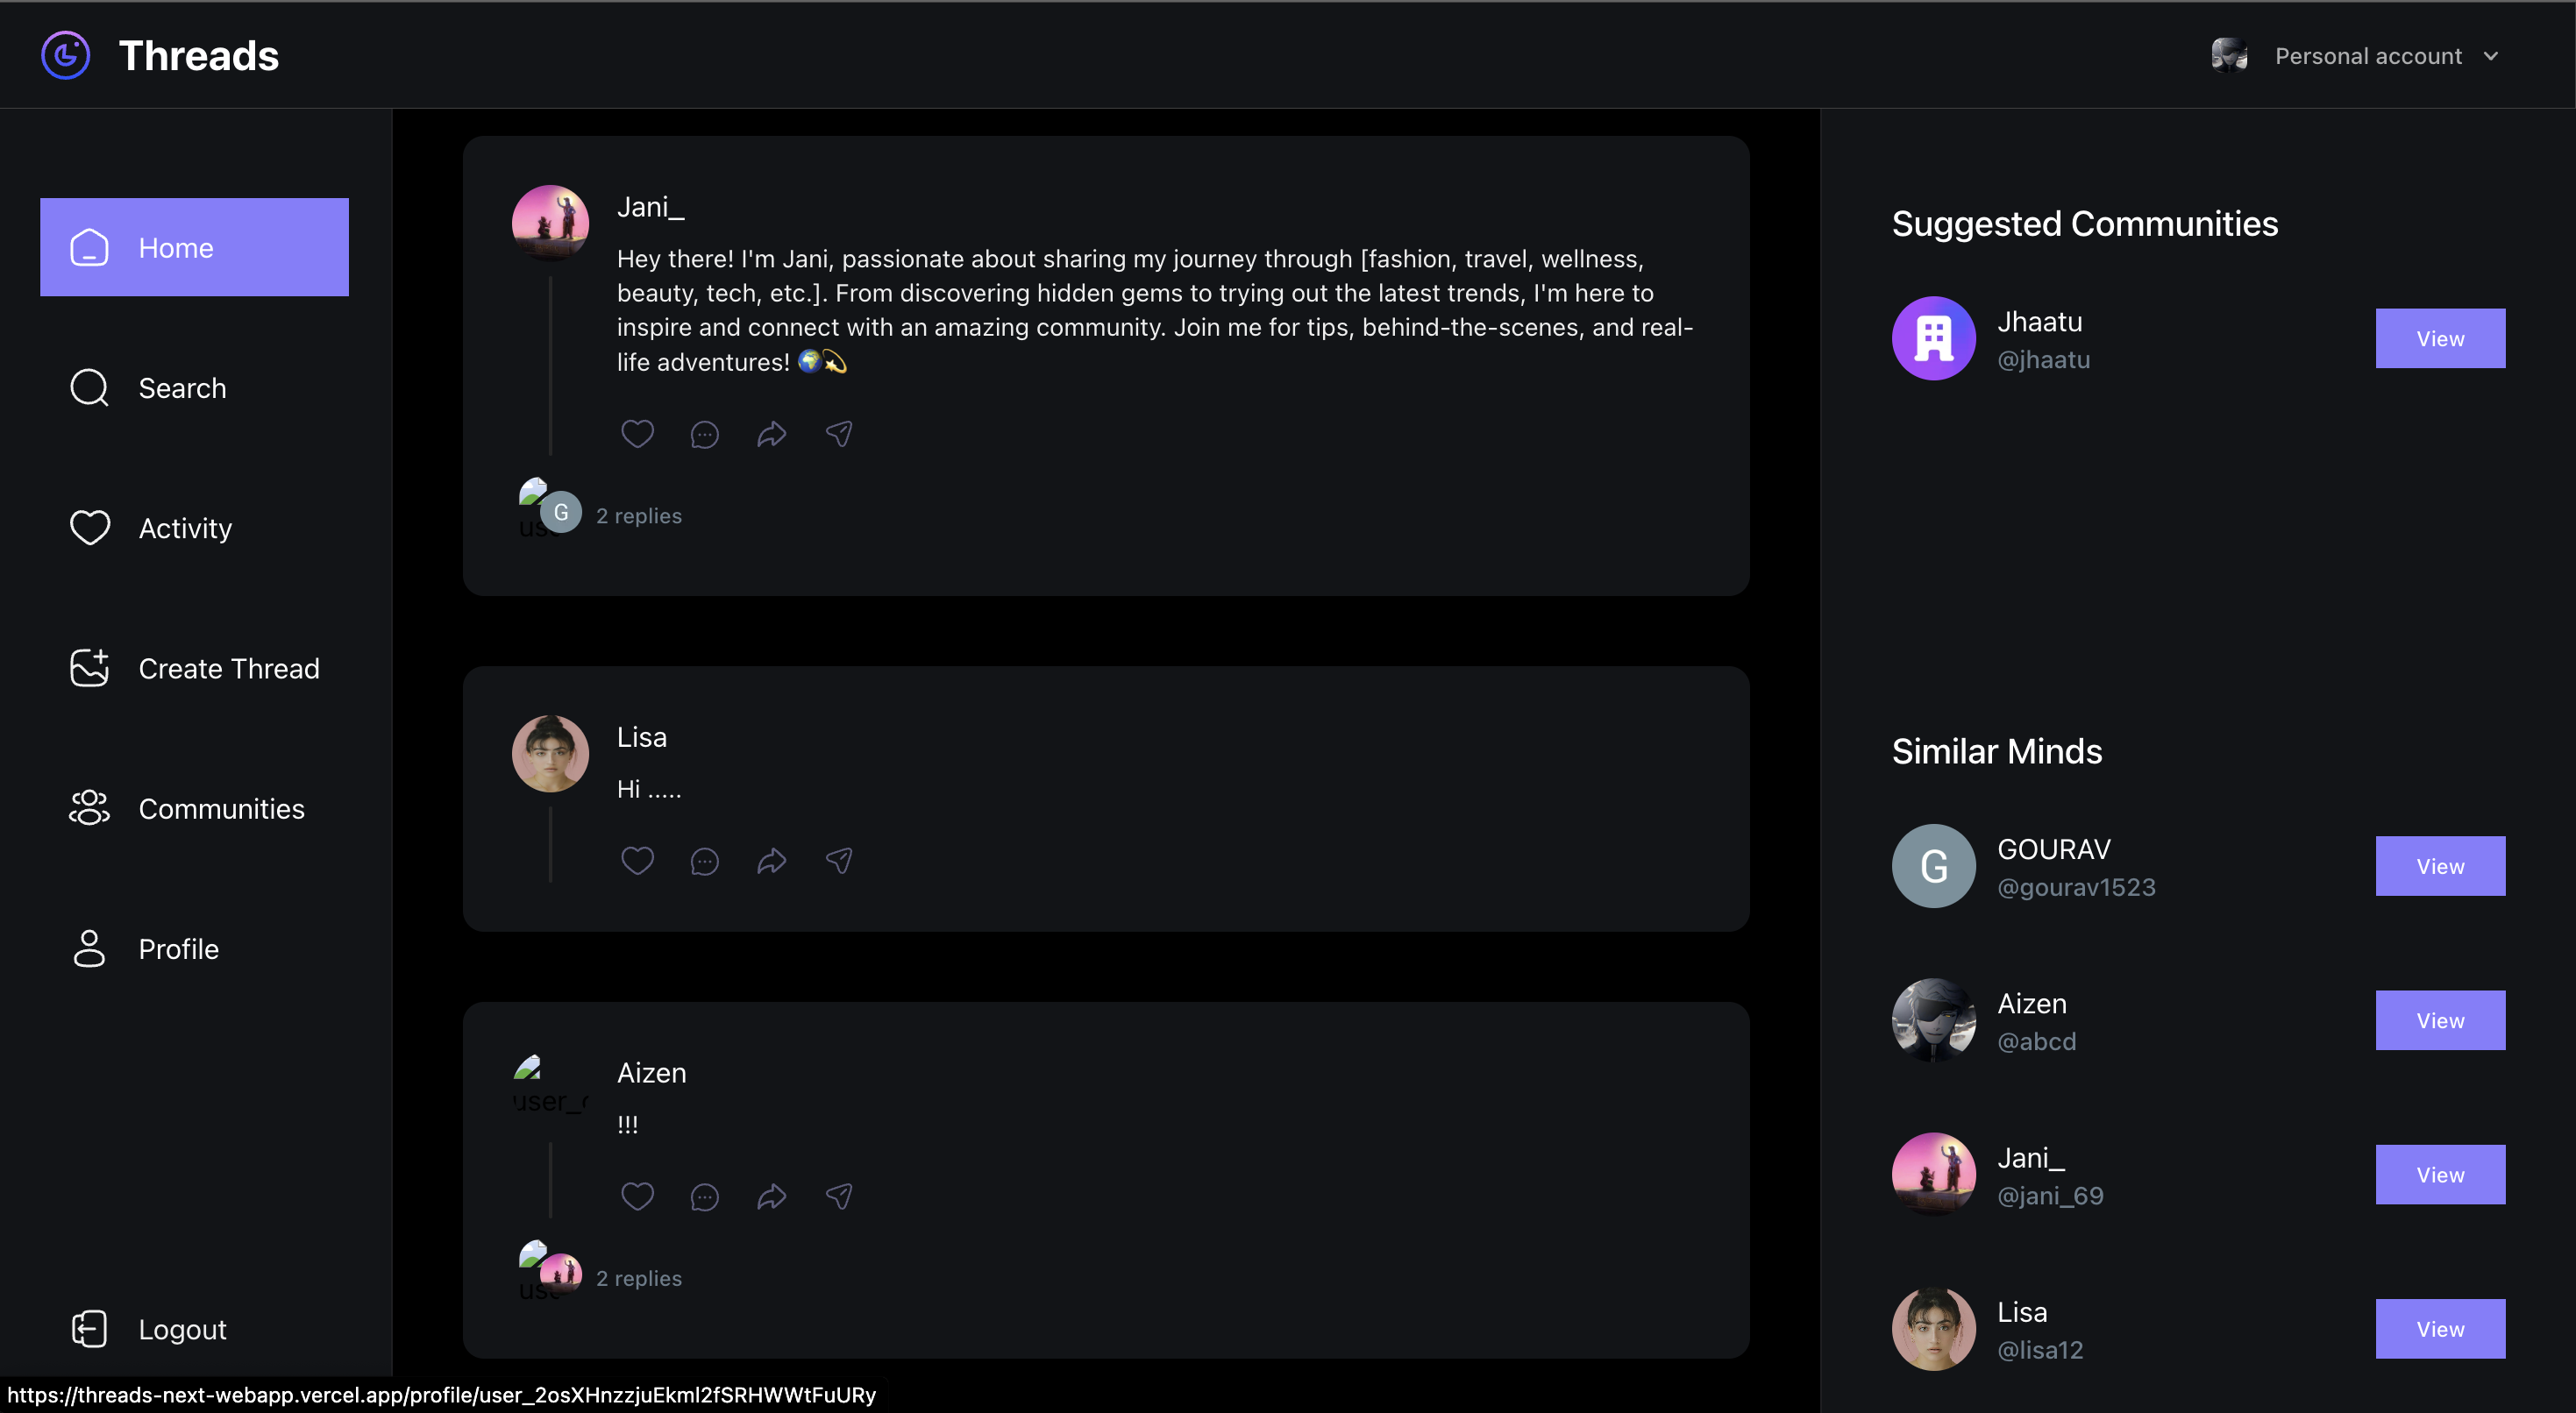 Threads
Personal account
Home
Search
Activity
Create Thread
Communities
Profile
Logout
Jani_
Hey there! I'm Jani, passionate about sharing my journey through [fashion, travel, wellness,
beauty, tech, etc.]. From discovering hidden gems to trying out the latest trends, I'm here to
inspire and connect with an amazing community. Join me for tips, behind-the-scenes, and real-
life adventures! 🌍💫
G
2 replies
Lisa
Hi .....
Aizen
!!!
2 replies
Suggested Communities
Jhaatu
@jhaatu
View
Similar Minds
G
GOURAV
@gourav1523
View
Aizen
@abcd
View
Jani_
@jani_69
View
Lisa
@lisa12
View
https://threads-next-webapp.vercel.app/profile/user_2osXHnzzjuEkml2fSRHWWtFuURy